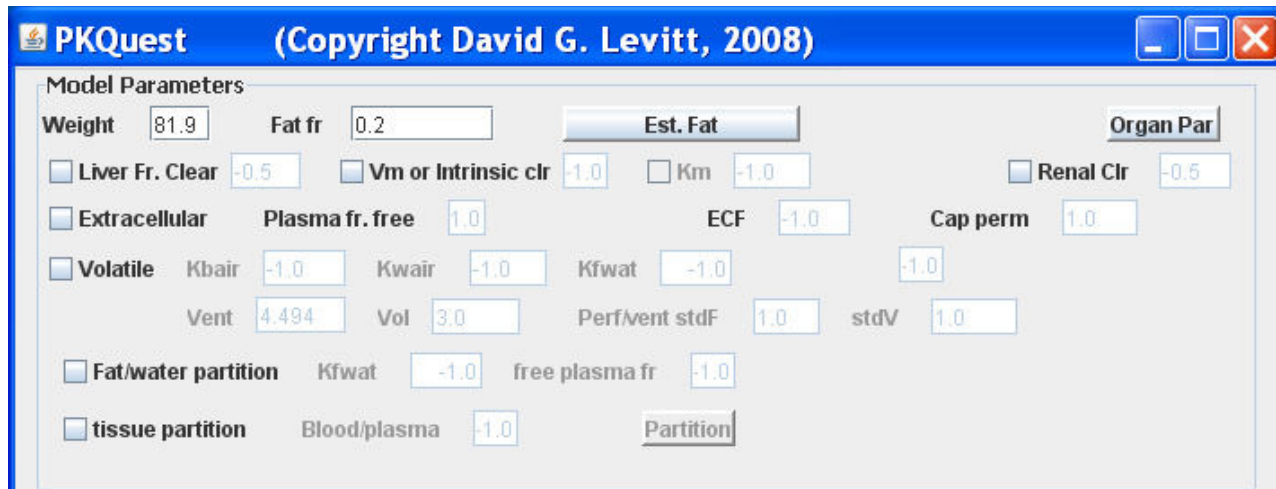 PKQuest (Copyright David G. Levitt, 2008)
Model Parameters
Weight 81.9 Fat fr 0.2 Est. Fat Organ Par
Liver Fr. Clear -0.5 Vm or Intrinsic clr -1.0 Km -1.0 Renal Clr -0.5
Extracellular Plasma fr. free 1.0 ECF -1.0 Cap perm 1.0
Volatile Kbair -1.0 Kwair -1.0 Kfwat -1.0 -1.0
Vent 4.494 Vol 3.0 Perf/vent stdF 1.0 stdV 1.0
Fat/water partition Kfwat -1.0 free plasma fr -1.0
tissue partition Blood/plasma -1.0 Partition